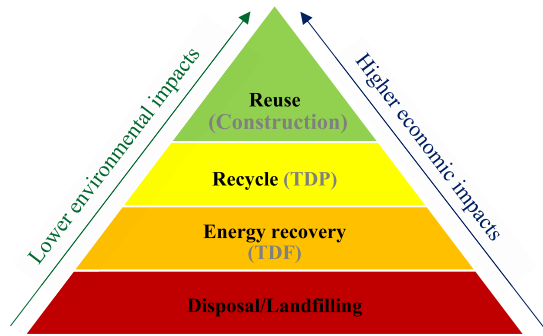 Lower environmental impacts
Higher economic impacts
Reuse
(Construction)
Recycle (TDP)
Energy recovery
(TDF)
Disposal/Landfilling